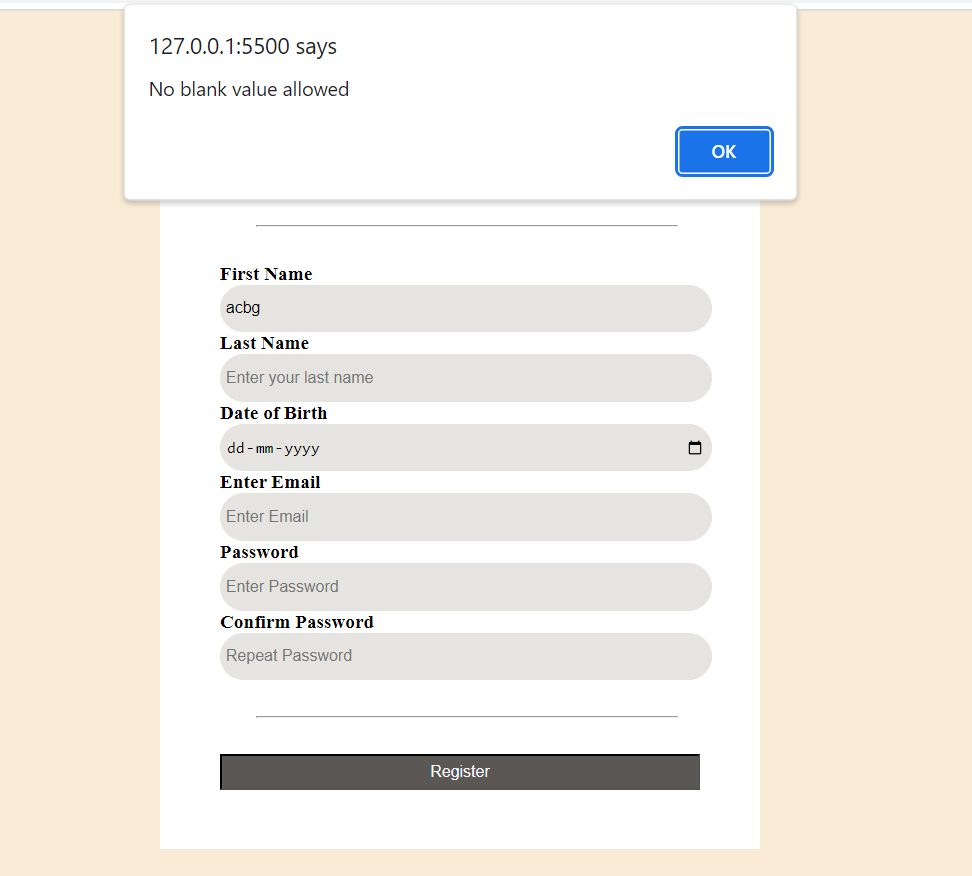 127.0.0.1:5500 says
No blank value allowed
OK
First Name
acbg
Last Name
Enter your last name
Date of Birth
dd-mm-yyyy
Enter Email
Enter Email
Password
Enter Password
Confirm Password
Repeat Password
Register